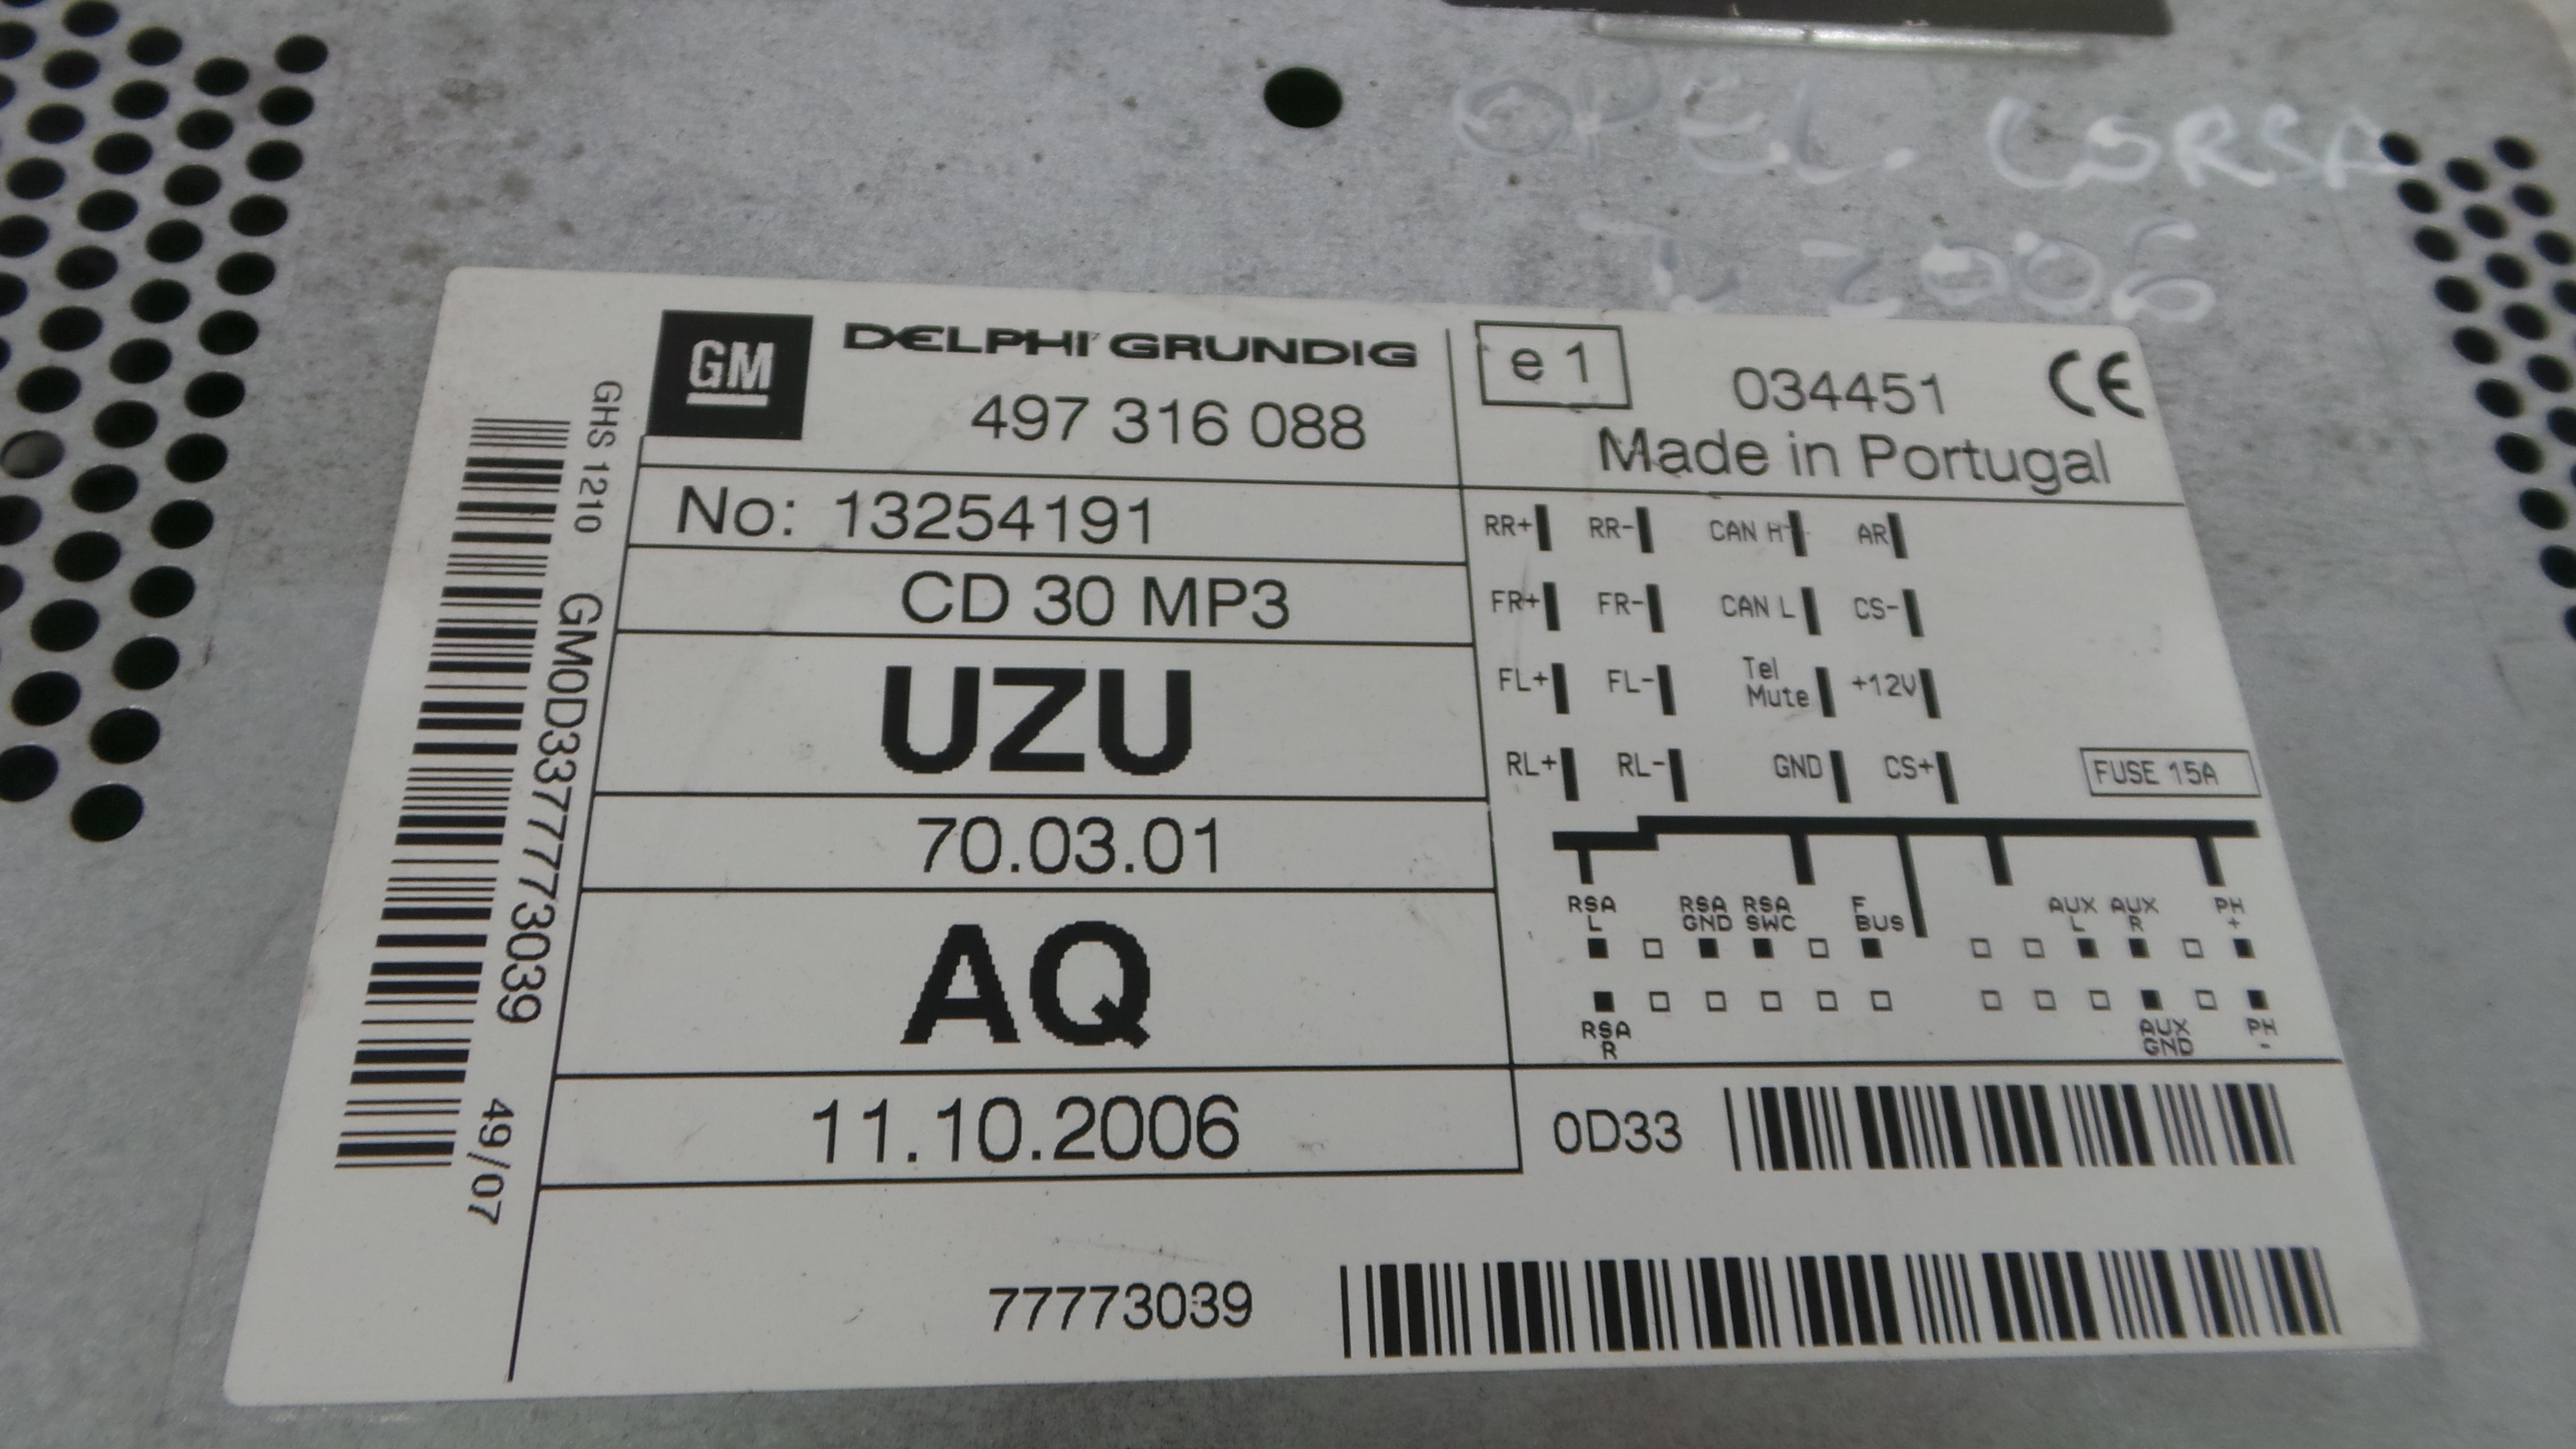 OPEL CORSA
D 2006
GM DELPHI GRUNDIG
497 316 088
No: 13254191
CD 30 MP3
UZU
70.03.01
AQ
11.10.2006
77773039
GHS 1210 GM0D3377773039 49/07
e1 034451 CE
Made in Portugal
RR+ RR- CAN H AR
FR+ FR- CAN L CS-
FL+ FL- Tel Mute +12V
RL+ RL- GND CS+
FUSE 15A
RSA L RSA GND RSA SWC F BUS AUX L AUX R PH +
RSA R AUX GND PH -
0D33